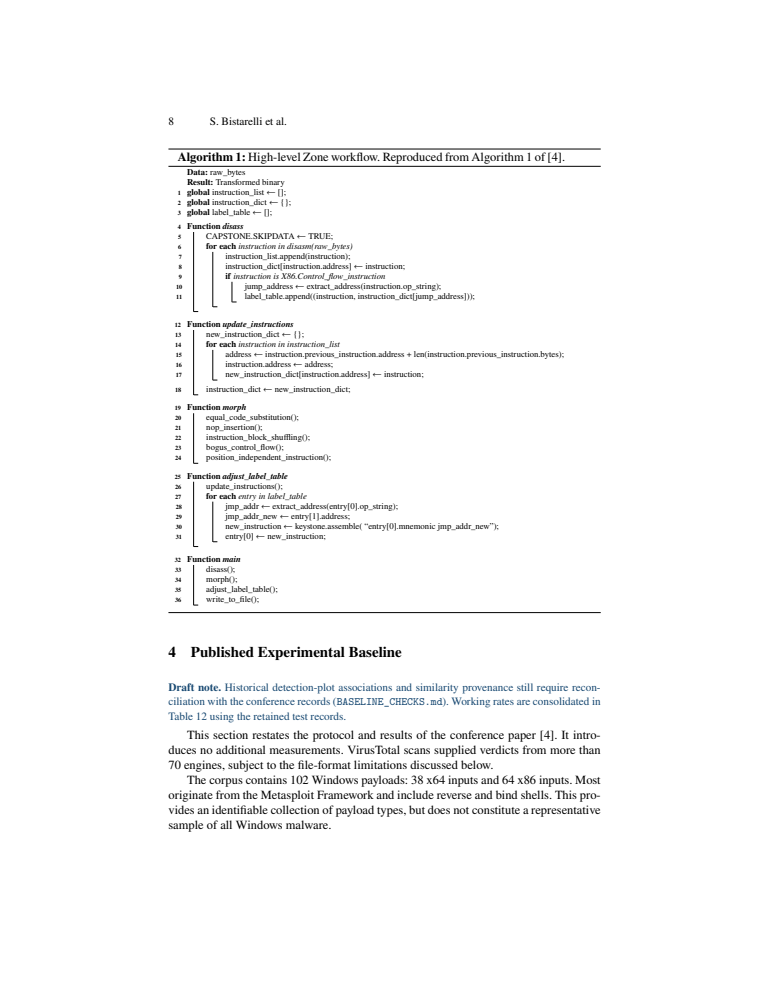 8 S. Bistarelli et al.
Algorithm 1: High-level Zone workflow. Reproduced from Algorithm 1 of [4].
Data: raw_bytes
Result: Transformed binary
1 global instruction_list ← [];
2 global instruction_dict ← { };
3 global label_table ← [];
4 Function disass
5 CAPSTONE.SKIPDATA ← TRUE;
6 for each instruction in disasm(raw_bytes)
7 instruction_list.append(instruction);
8 instruction_dict[instruction.address] ← instruction;
9 if instruction is X86.Control_flow_instruction
10 jump_address ← extract_address(instruction.op_string);
11 label_table.append((instruction, instruction_dict[jump_address]));
12 Function update_instructions
13 new_instruction_dict ← { };
14 for each instruction in instruction_list
15 address ← instruction.previous_instruction.address + len(instruction.previous_instruction.bytes);
16 instruction.address ← address;
17 new_instruction_dict[instruction.address] ← instruction;
18 instruction_dict ← new_instruction_dict;
19 Function morph
20 equal_code_substitution();
21 nop_insertion();
22 instruction_block_shuffling();
23 bogus_control_flow();
24 position_independent_instruction();
25 Function adjust_label_table
26 update_instructions();
27 for each entry in label_table
28 jmp_addr ← extract_address(entry[0].op_string);
29 jmp_addr_new ← entry[1].address;
30 new_instruction ← keystone.assemble( “entry[0].mnemonic jmp_addr_new”);
31 entry[0] ← new_instruction;
32 Function main
33 disass();
34 morph();
35 adjust_label_table();
36 write_to_file();
4 Published Experimental Baseline
Draft note. Historical detection-plot associations and similarity provenance still require recon-
ciliation with the conference records (BASELINE_CHECKS.md). Working rates are consolidated in
Table 12 using the retained test records.
This section restates the protocol and results of the conference paper [4]. It intro-
duces no additional measurements. VirusTotal scans supplied verdicts from more than
70 engines, subject to the file-format limitations discussed below.
The corpus contains 102 Windows payloads: 38 x64 inputs and 64 x86 inputs. Most
originate from the Metasploit Framework and include reverse and bind shells. This pro-
vides an identifiable collection of payload types, but does not constitute a representative
sample of all Windows malware.